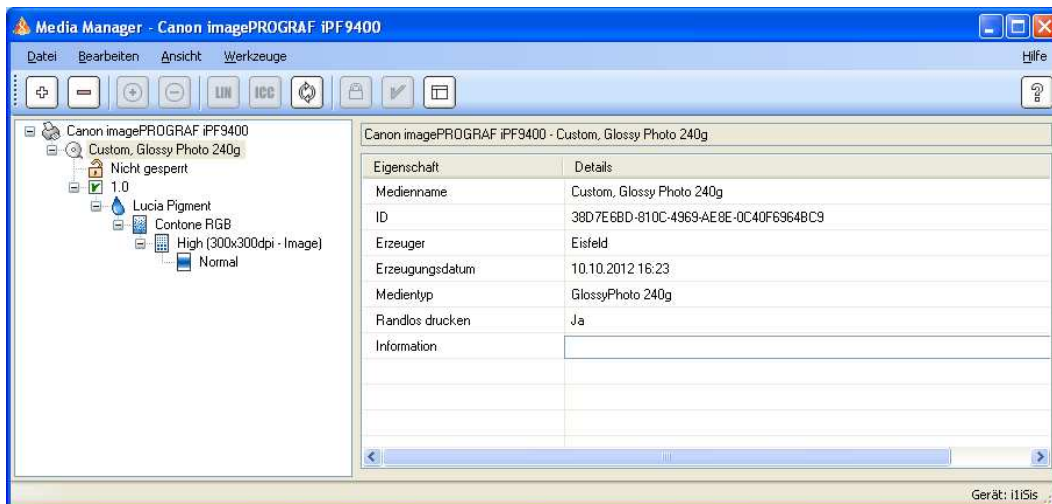 Media Manager - Canon imagePROGRAF iPF9400
Datei Bearbeiten Ansicht Werkzeuge Hilfe
LIN ICC
Canon imagePROGRAF iPF9400
Custom, Glossy Photo 240g
Nicht gesperrt
1.0
Lucia Pigment
Contone RGB
High (300x300dpi - Image)
Normal
Canon imagePROGRAF iPF9400 - Custom, Glossy Photo 240g
Eigenschaft Details
Medienname Custom, Glossy Photo 240g
ID 38D7E6BD-810C-4969-AE8E-0C40F6964BC9
Erzeuger Eisfeld
Erzeugungsdatum 10.10.2012 16:23
Medientyp GlossyPhoto 240g
Randlos drucken Ja
Information
Gerät: i1iSis